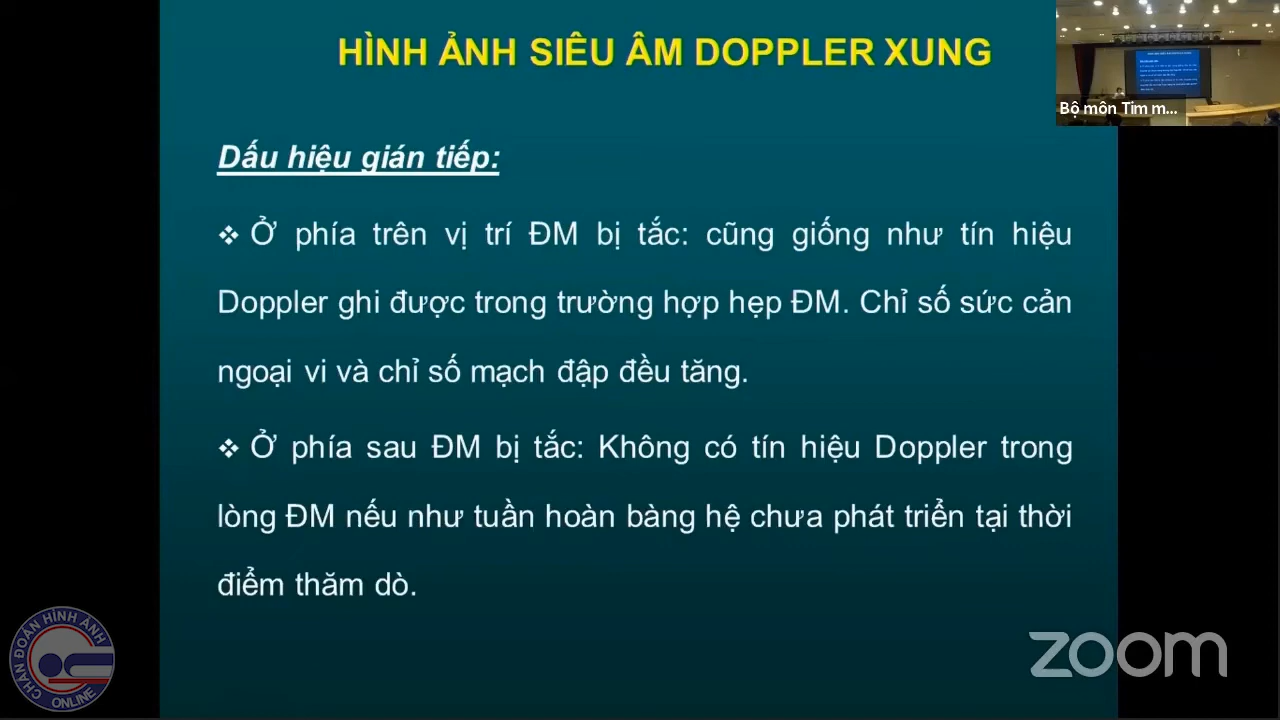 HÌNH ẢNH SIÊU ÂM DOPPLER XUNG
Bộ môn Tim m...
Dấu hiệu gián tiếp:
❖ Ở phía trên vị trí ĐM bị tắc: cũng giống như tín hiệu
Doppler ghi được trong trường hợp hẹp ĐM. Chỉ số sức cản
ngoại vi và chỉ số mạch đập đều tăng.
❖ Ở phía sau ĐM bị tắc: Không có tín hiệu Doppler trong
lòng ĐM nếu như tuần hoàn bàng hệ chưa phát triển tại thời
điểm thăm dò.
CHẨN ĐOÁN HÌNH ẢNH
ONLINE
zoom